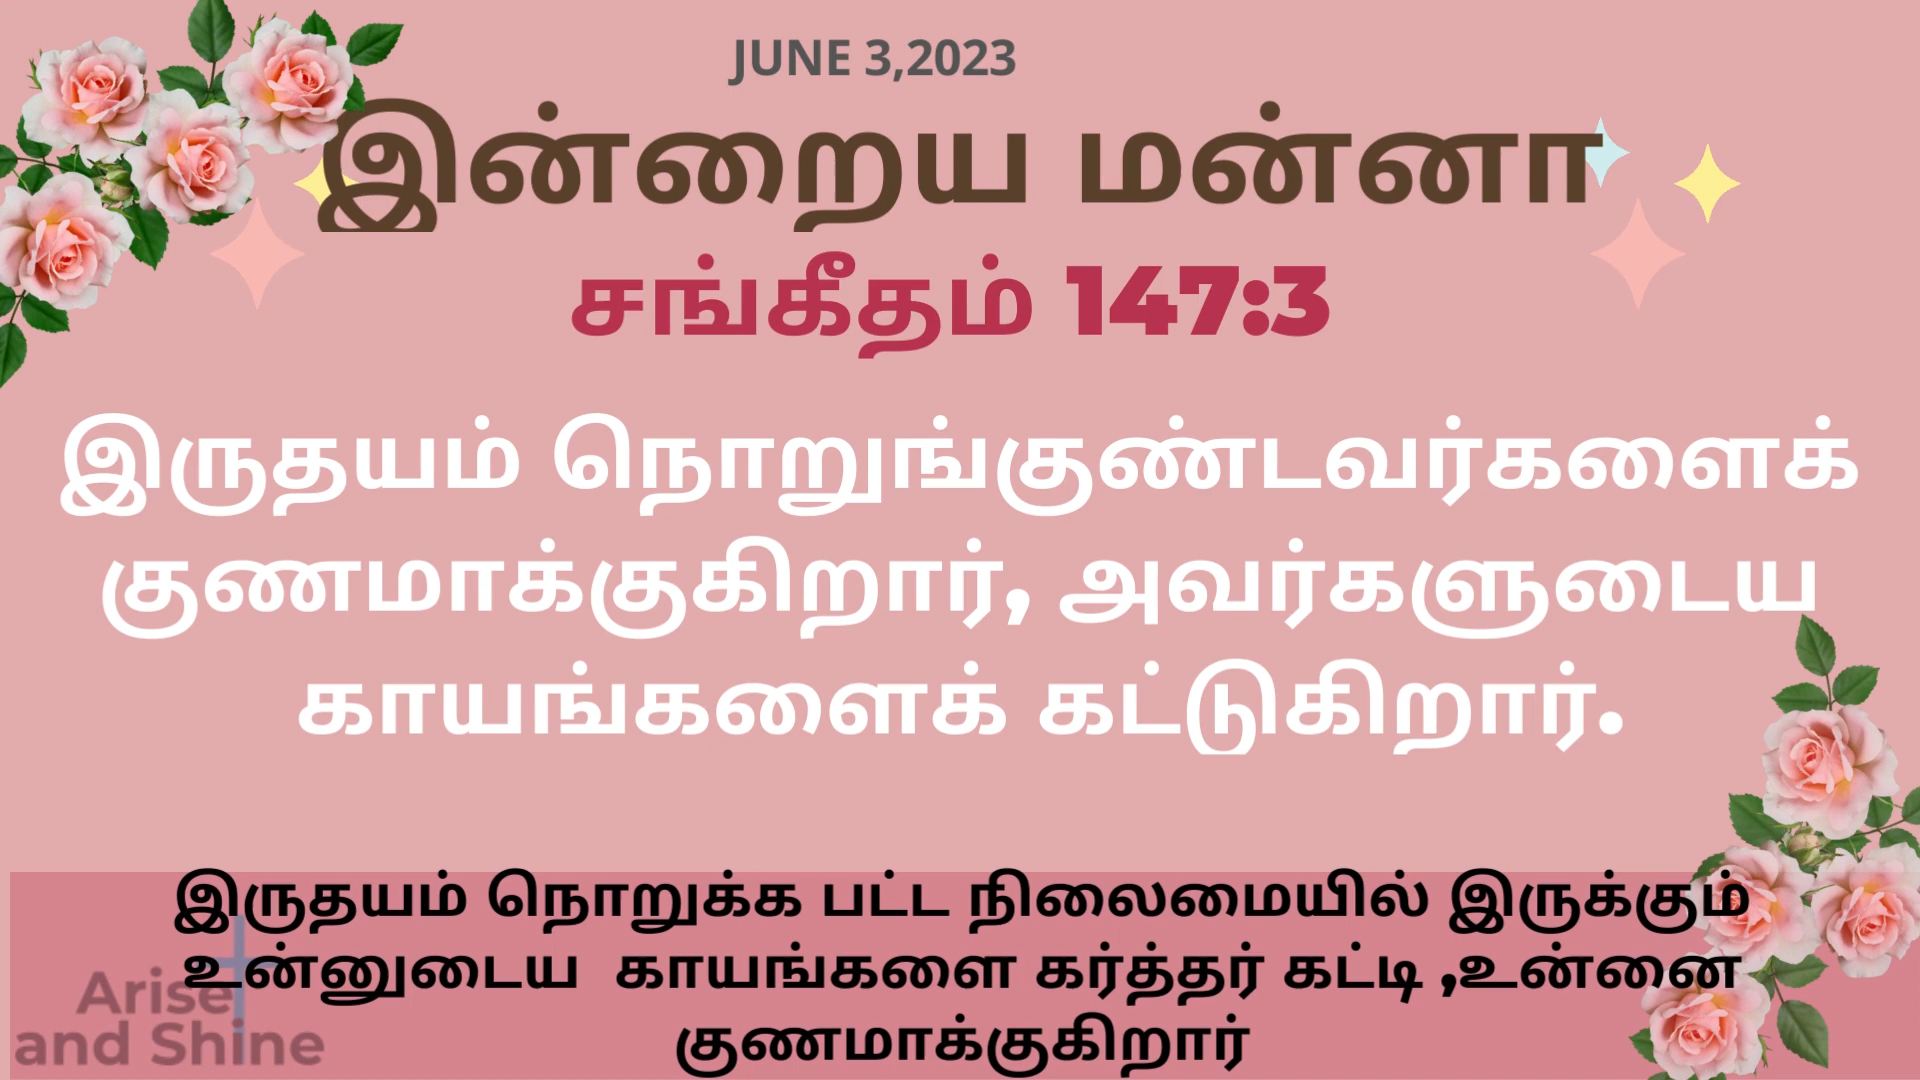 JUNE 3,2023
இன்றைய மன்னா
சங்கீதம் 147:3
இருதயம் நொறுங்குண்டவர்களைக்
குணமாக்குகிறார், அவர்களுடைய
காயங்களைக் கட்டுகிறார்.
இருதயம் நொறுக்க பட்ட நிலைமையில் இருக்கும்
உன்னுடைய காயங்களை கர்த்தர் கட்டி ,உன்னை
குணமாக்குகிறார்
Arise
and Shine